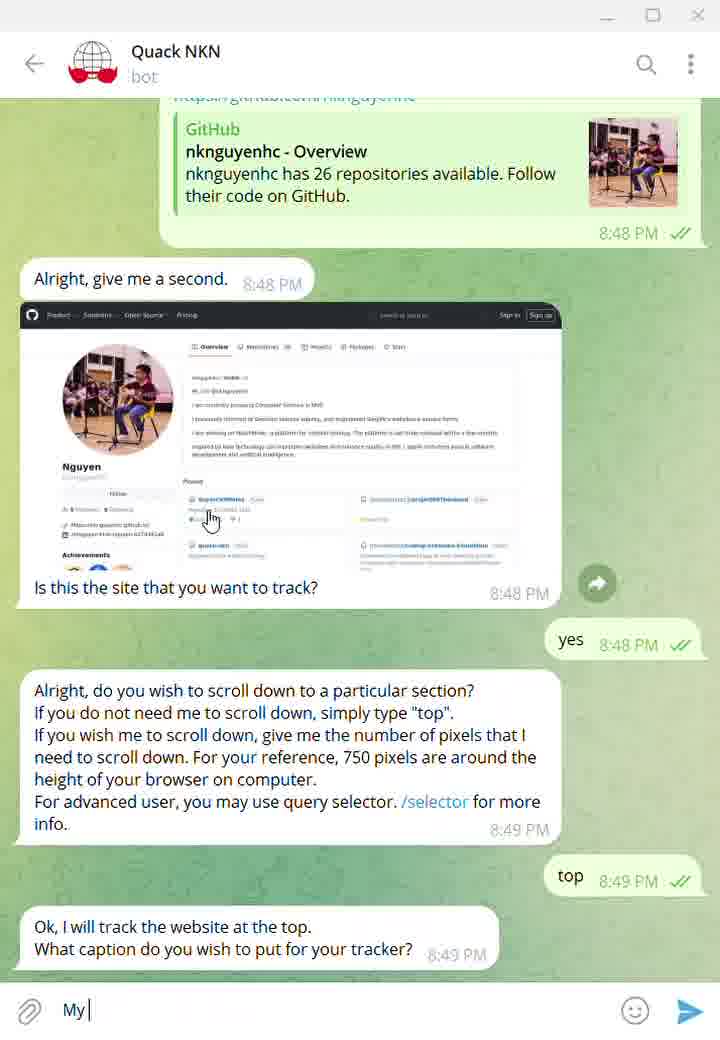 Quack NKN
bot
GitHub
nknguyenhc - Overview
nknguyenhc has 26 repositories available. Follow
their code on GitHub.
8:48 PM
Alright, give me a second. 8:48 PM
Product Solutions Open Source Pricing
Sign in Sign up
Overview Repositories Projects Packages Stars
Nguyen
Follow
Pinned
Achievements
Is this the site that you want to track? 8:48 PM
yes 8:48 PM
Alright, do you wish to scroll down to a particular section?
If you do not need me to scroll down, simply type "top".
If you wish me to scroll down, give me the number of pixels that I
need to scroll down. For your reference, 750 pixels are around the
height of your browser on computer.
For advanced user, you may use query selector. /selector for more
info. 8:49 PM
top 8:49 PM
Ok, I will track the website at the top.
What caption do you wish to put for your tracker? 8:49 PM
My